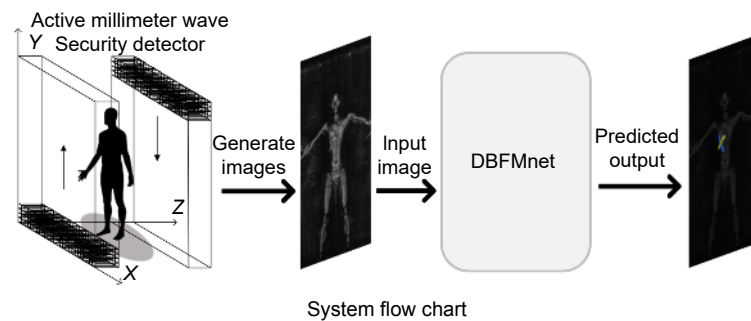 Active millimeter wave
Security detector
Y
Z
X
Generate
images
Input
image
DBFMnet
Predicted
output
System flow chart